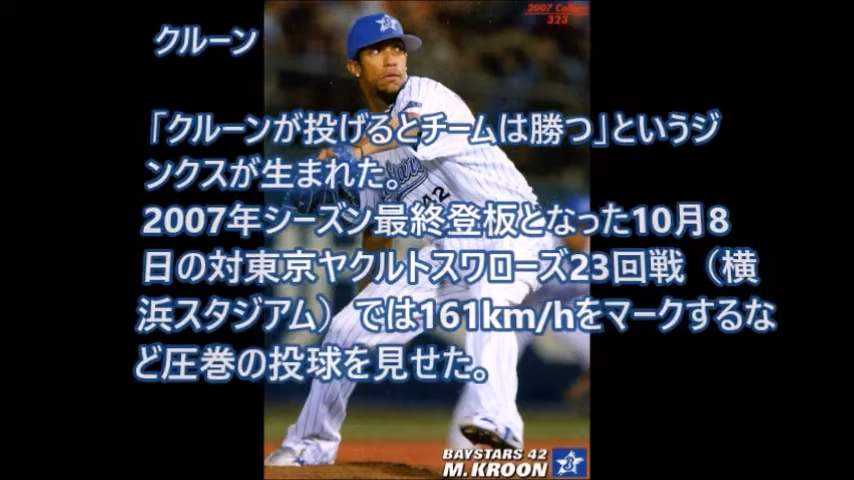 2007 Calbee
323
クルーン
「クルーンが投げるとチームは勝つ」というジ
ンクスが生まれた。
2007年シーズン最終登板となった10月8
日の対東京ヤクルトスワローズ23回戦（横
浜スタジアム）では161km/hをマークするな
ど圧巻の投球を見せた。
42
BAYSTARS 42
M.KROON